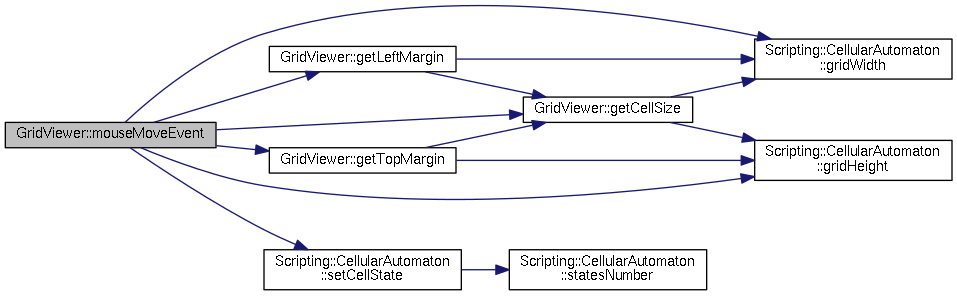 GridViewer::mouseMoveEvent
GridViewer::getLeftMargin
GridViewer::getCellSize
GridViewer::getTopMargin
Scripting::CellularAutomaton
::gridWidth
Scripting::CellularAutomaton
::gridHeight
Scripting::CellularAutomaton
::setCellState
Scripting::CellularAutomaton
::statesNumber